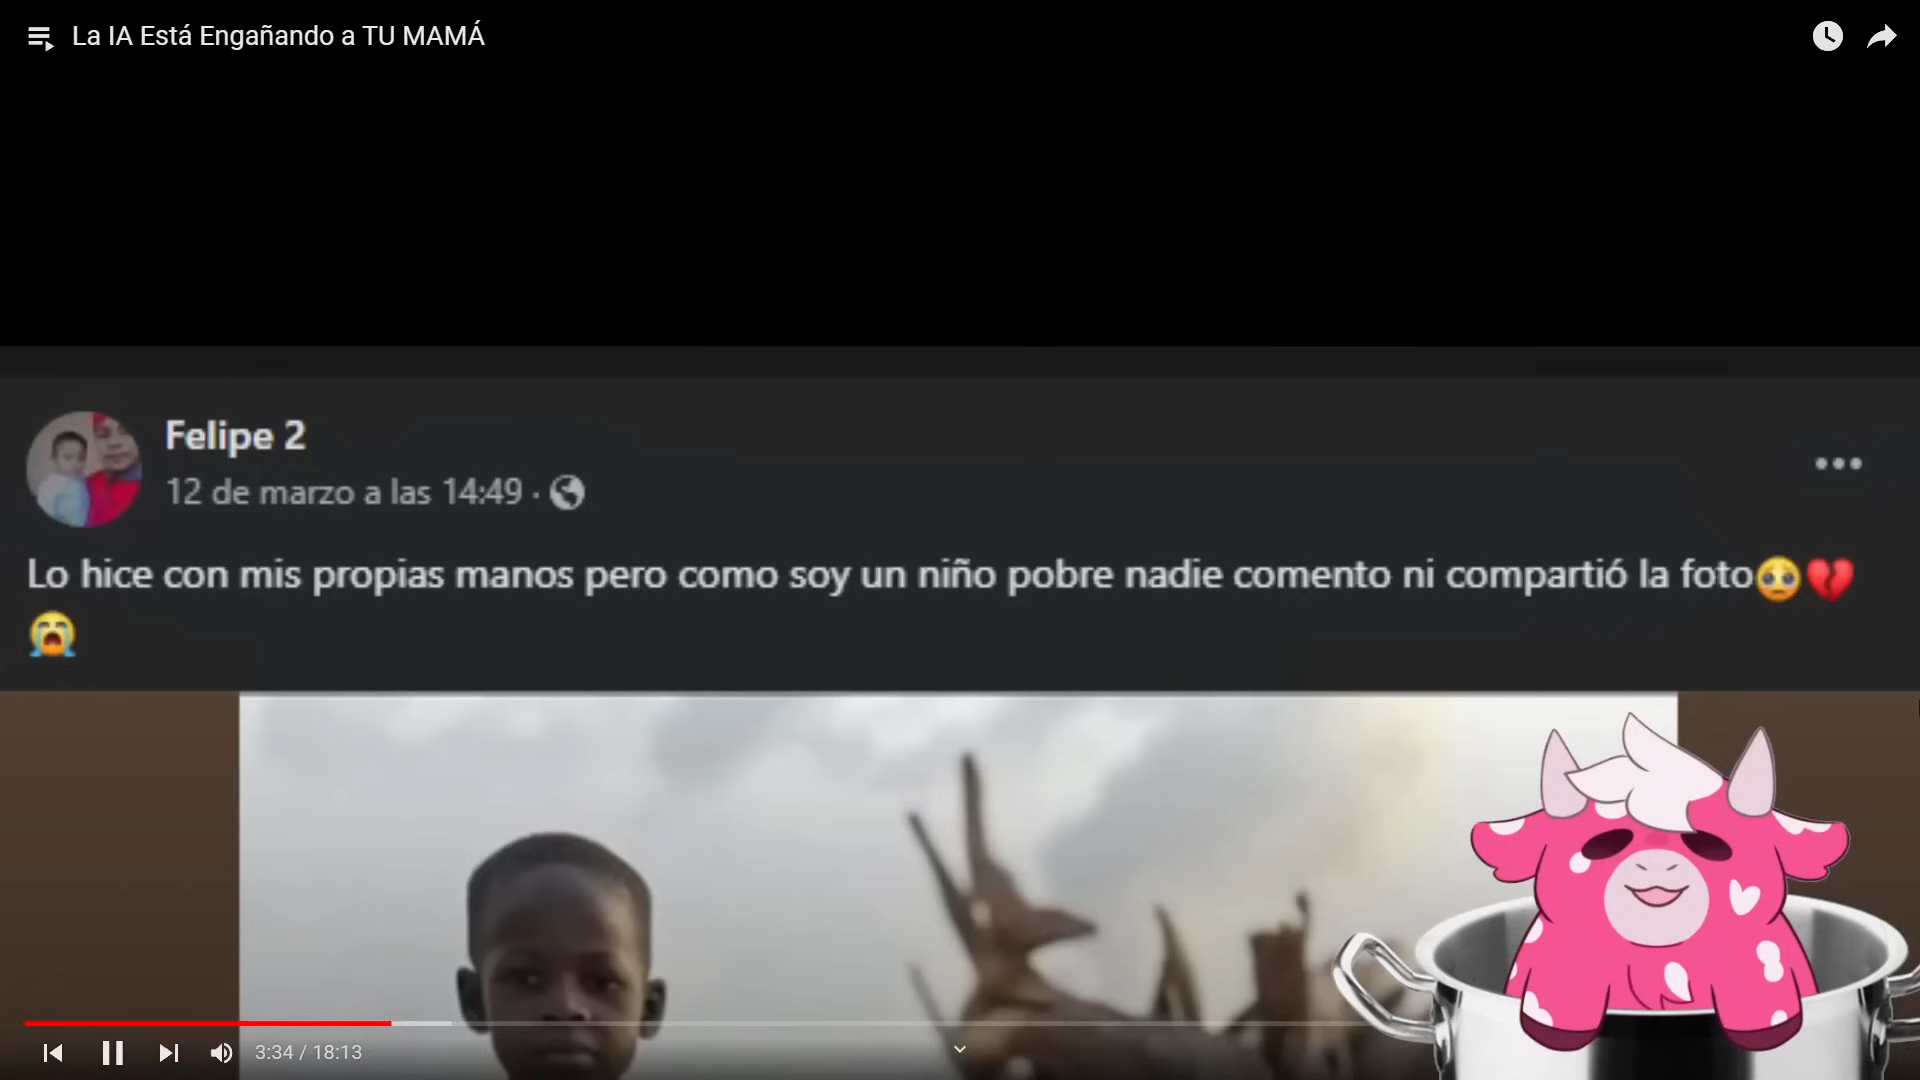 La IA Está Engañando a TU MAMÁ
Felipe 2
12 de marzo a las 14:49 ·
Lo hice con mis propias manos pero como soy un niño pobre nadie comento ni compartió la foto🥺💔
😭
3:34 / 18:13